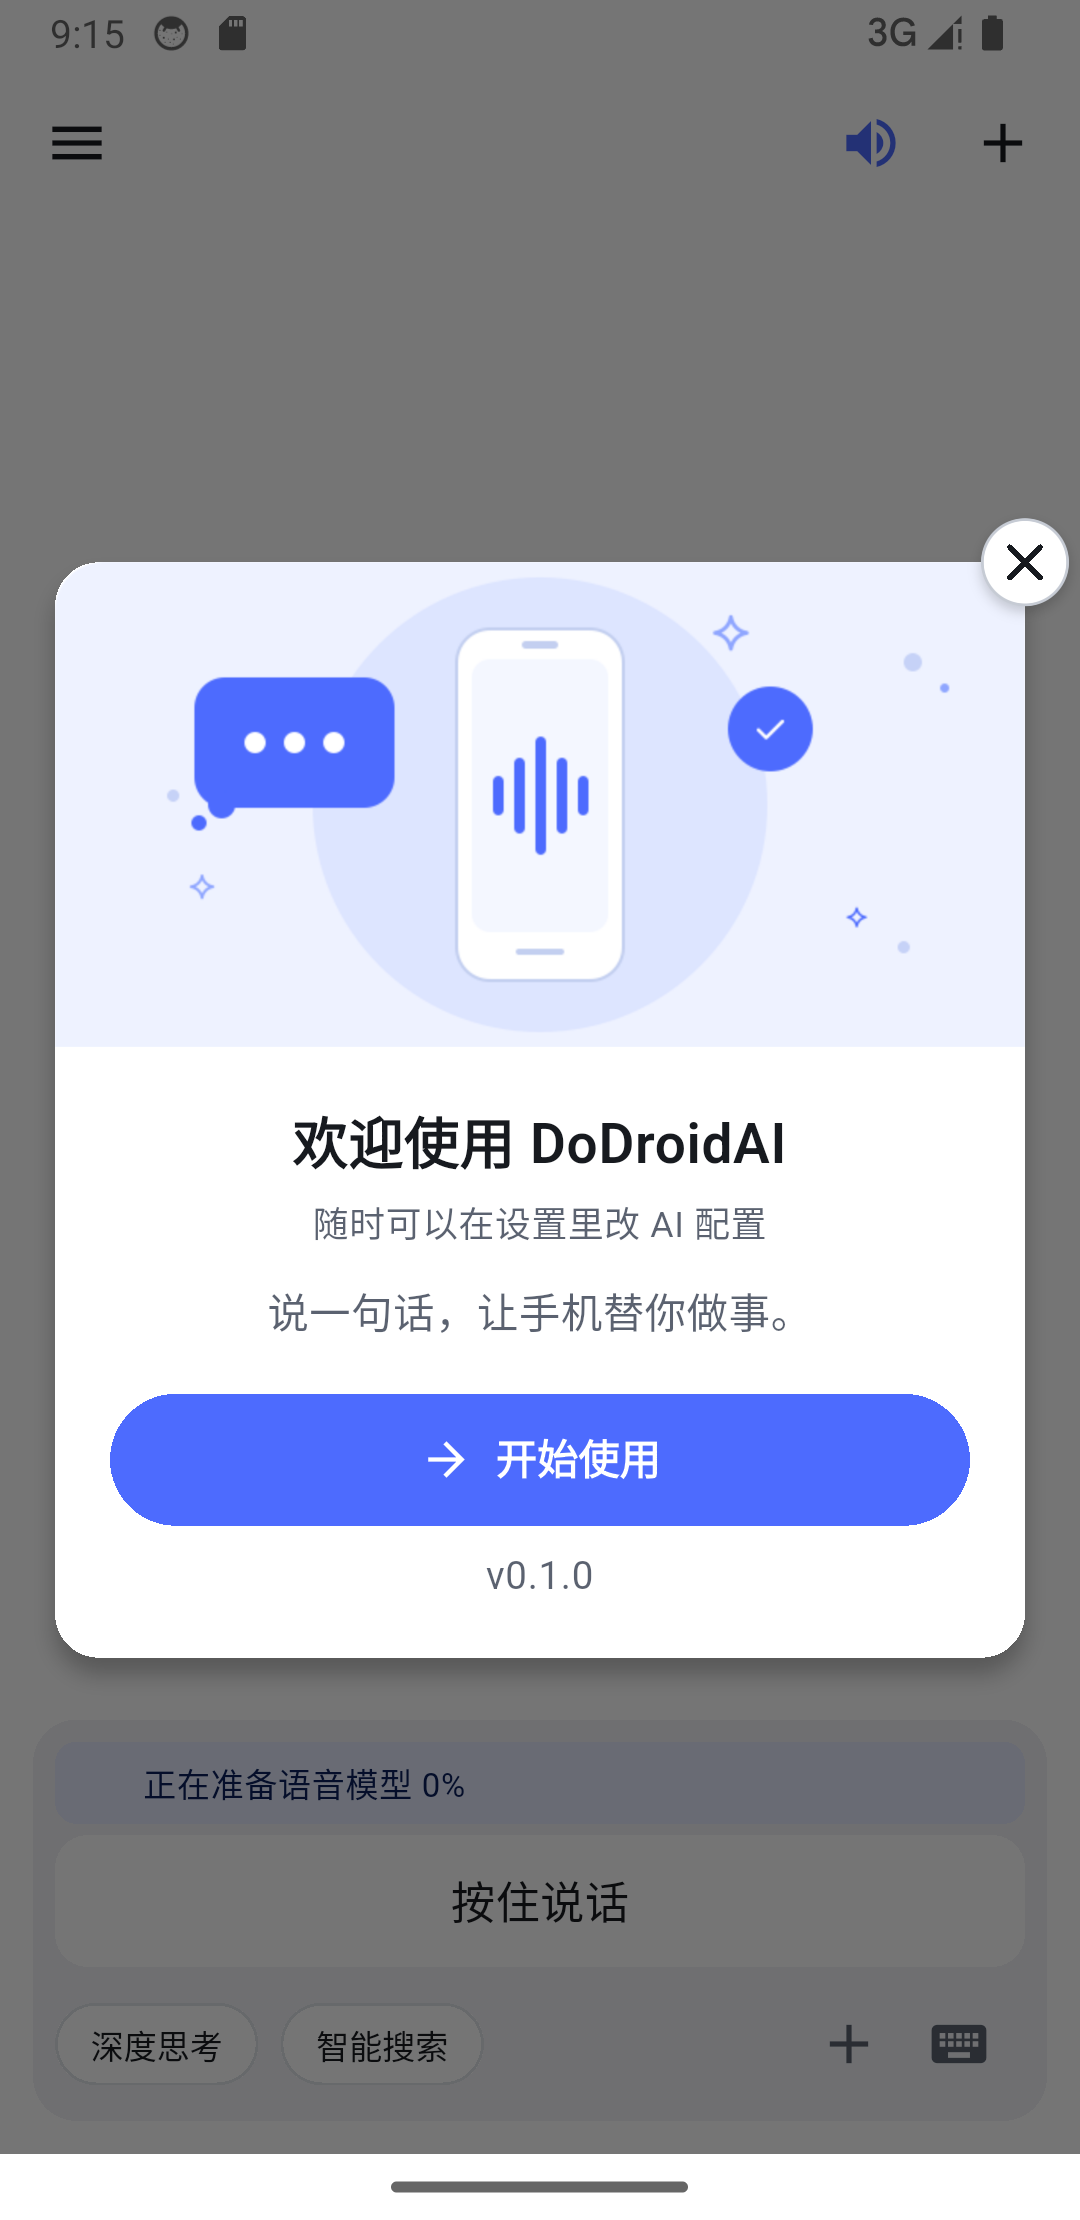 9:15
3G
欢迎使用 DoDroidAI
随时可以在设置里改 AI 配置
说一句话，让手机替你做事。
开始使用
v0.1.0
正在准备语音模型 0%
按住说话
深度思考
智能搜索